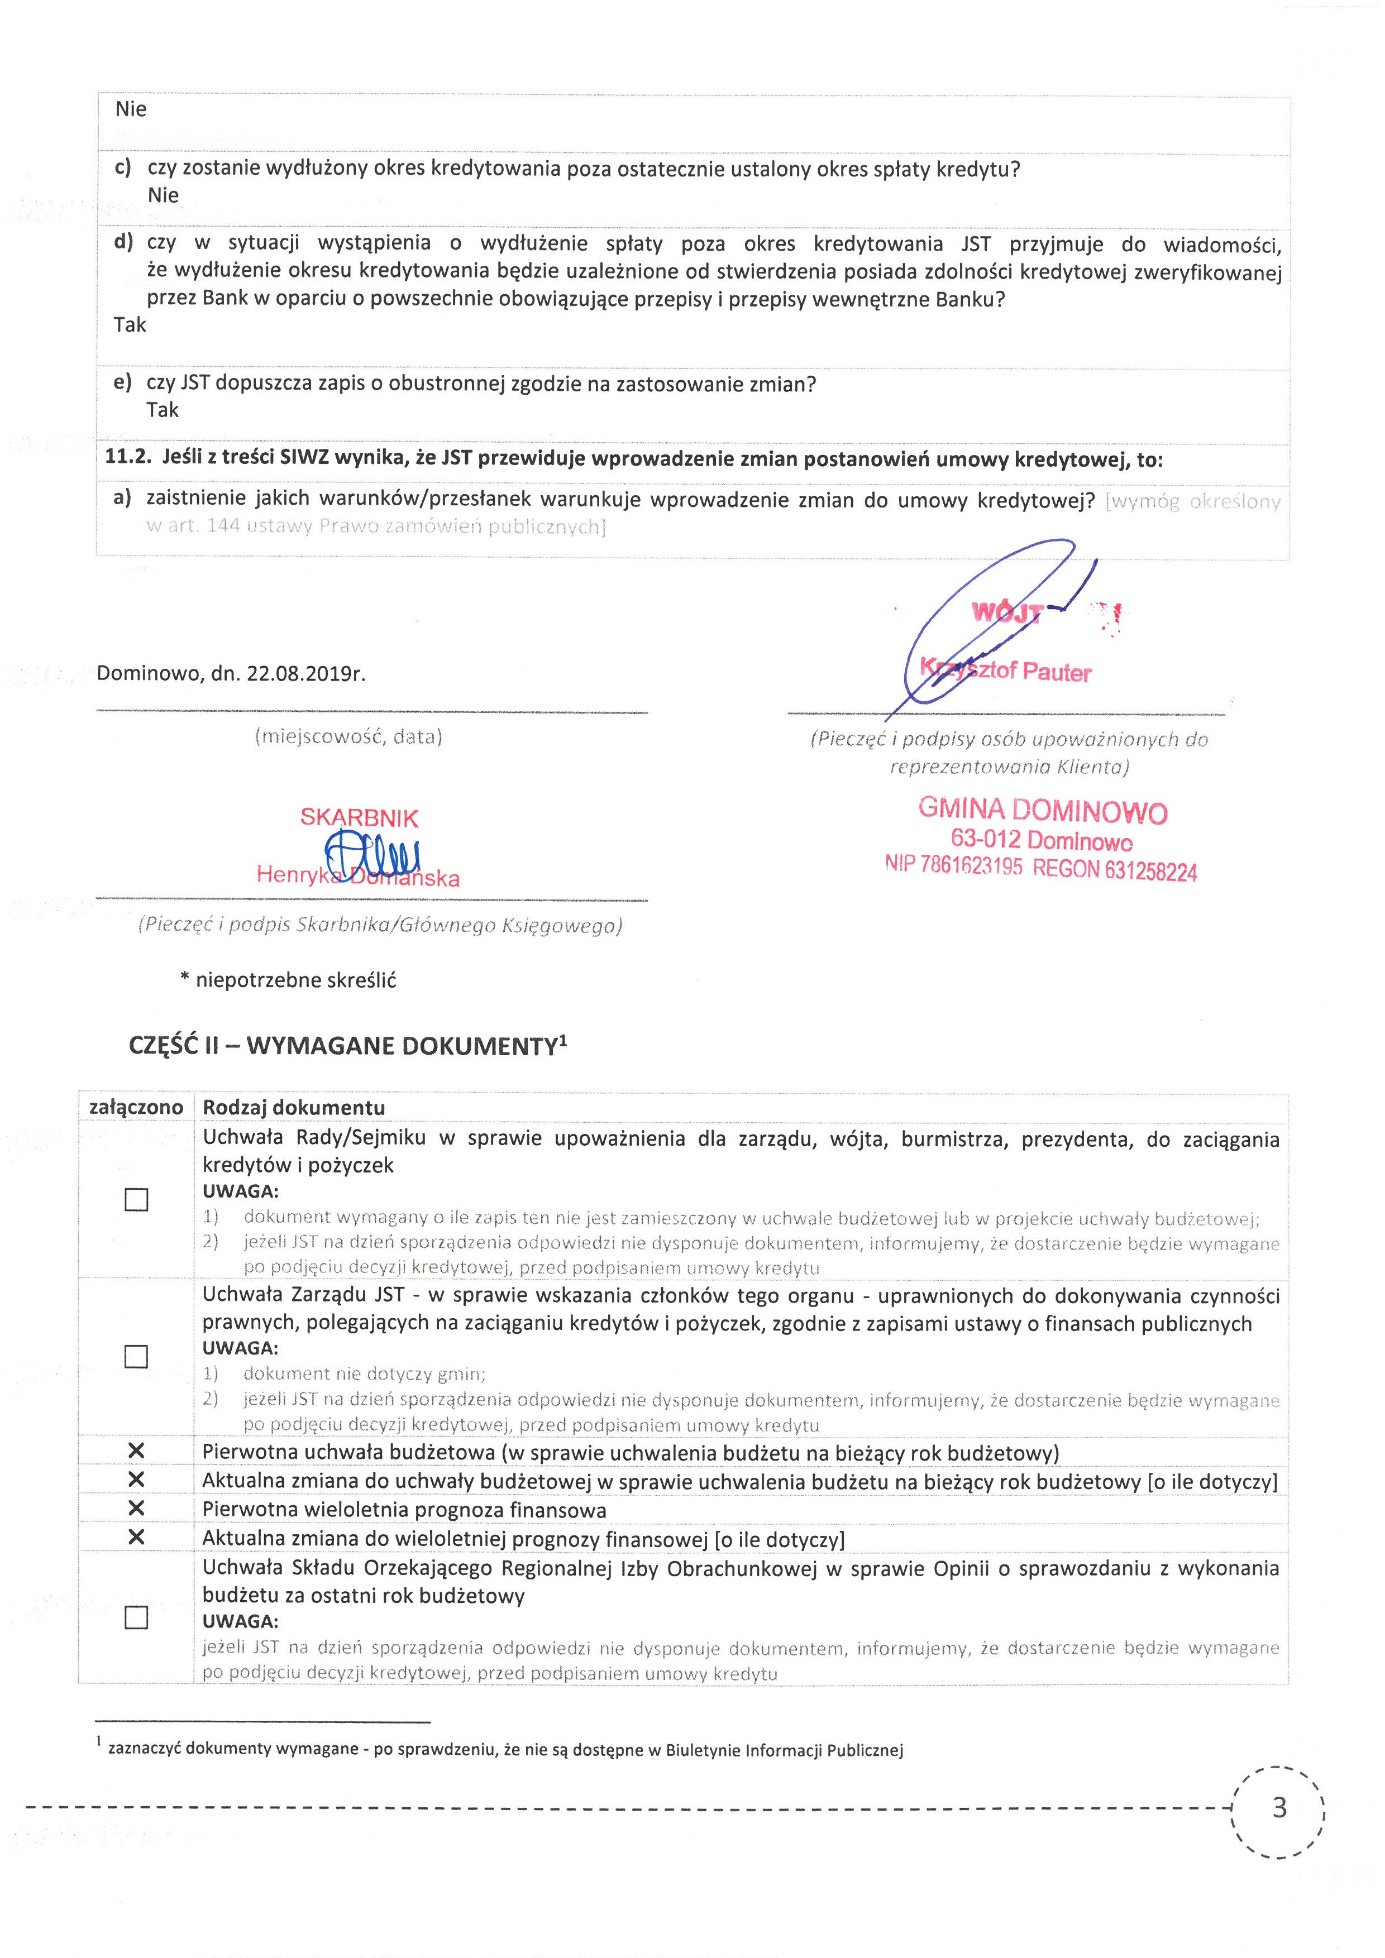 Nie
c) czy zostanie wydłużony okres kredytowania poza ostatecznie ustalony okres spłaty kredytu?
Nie
d) czy w sytuacji wystąpienia o wydłużenie spłaty poza okres kredytowania JST przyjmuje do wiadomości,
że wydłużenie okresu kredytowania będzie uzależnione od stwierdzenia posiada zdolności kredytowej zweryfikowanej
przez Bank w oparciu o powszechnie obowiązujące przepisy i przepisy wewnętrzne Banku?
Tak
e) czy JST dopuszcza zapis o obustronnej zgodzie na zastosowanie zmian?
Tak
11.2. Jeśli z treści SIWZ wynika, że JST przewiduje wprowadzenie zmian postanowień umowy kredytowej, to:
a) zaistnienie jakich warunków/przesłanek warunkuje wprowadzenie zmian do umowy kredytowej? [wymóg określony
w art. 144 ustawy Prawo zamówień publicznych]
WÓJT
Krzysztof Pauter
Dominowo, dn. 22.08.2019r.
(miejscowość, data)
(Pieczęć i podpisy osób upoważnionych do
reprezentowania Klienta)
GMINA DOMINOWO
63-012 Dominowo
NIP 7861623195 REGON 631258224
SKARBNIK
Henryka Domańska
(Pieczęć i podpis Skarbnika/Głównego Księgowego)
* niepotrzebne skreślić
CZĘŚĆ II – WYMAGANE DOKUMENTY¹
załączono Rodzaj dokumentu
Uchwała Rady/Sejmiku w sprawie upoważnienia dla zarządu, wójta, burmistrza, prezydenta, do zaciągania
kredytów i pożyczek
UWAGA:
1) dokument wymagany o ile zapis ten nie jest zamieszczony w uchwale budżetowej lub w projekcie uchwały budżetowej;
2) jeżeli JST na dzień sporządzenia odpowiedzi nie dysponuje dokumentem, informujemy, że dostarczenie będzie wymagane
po podjęciu decyzji kredytowej, przed podpisaniem umowy kredytu
☐
Uchwała Zarządu JST - w sprawie wskazania członków tego organu - uprawnionych do dokonywania czynności
prawnych, polegających na zaciąganiu kredytów i pożyczek, zgodnie z zapisami ustawy o finansach publicznych
UWAGA:
1) dokument nie dotyczy gmin;
2) jeżeli JST na dzień sporządzenia odpowiedzi nie dysponuje dokumentem, informujemy, że dostarczenie będzie wymagane
po podjęciu decyzji kredytowej, przed podpisaniem umowy kredytu
☐
X Pierwotna uchwała budżetowa (w sprawie uchwalenia budżetu na bieżący rok budżetowy)
X Aktualna zmiana do uchwały budżetowej w sprawie uchwalenia budżetu na bieżący rok budżetowy [o ile dotyczy]
X Pierwotna wieloletnia prognoza finansowa
X Aktualna zmiana do wieloletniej prognozy finansowej [o ile dotyczy]
Uchwała Składu Orzekającego Regionalnej Izby Obrachunkowej w sprawie Opinii o sprawozdaniu z wykonania
budżetu za ostatni rok budżetowy
UWAGA:
jeżeli JST na dzień sporządzenia odpowiedzi nie dysponuje dokumentem, informujemy, że dostarczenie będzie wymagane
po podjęciu decyzji kredytowej, przed podpisaniem umowy kredytu
☐
¹ zaznaczyć dokumenty wymagane - po sprawdzeniu, że nie są dostępne w Biuletynie Informacji Publicznej
3